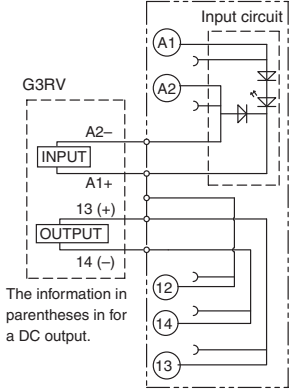 Input circuit
A1
A2
G3RV
A2–
INPUT
A1+
13 (+)
OUTPUT
14 (–)
12
14
13
The information in
parentheses in for
a DC output.